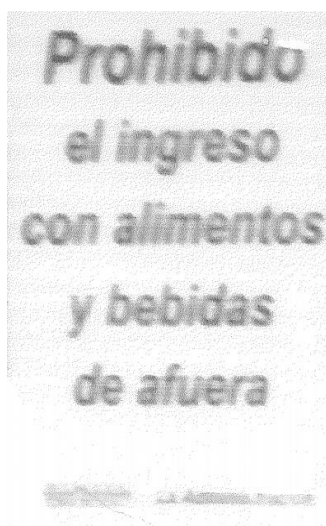 Prohibido
el ingreso
con alimentos
y bebidas
de afuera